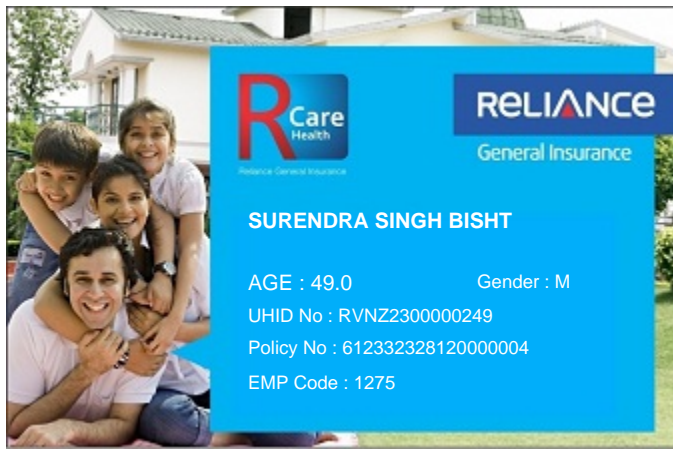 R Care
Health
Reliance General Insurance
RELIANCE
General Insurance
SURENDRA SINGH BISHT
AGE : 49.0 Gender : M
UHID No : RVNZ2300000249
Policy No : 612332328120000004
EMP Code : 1275